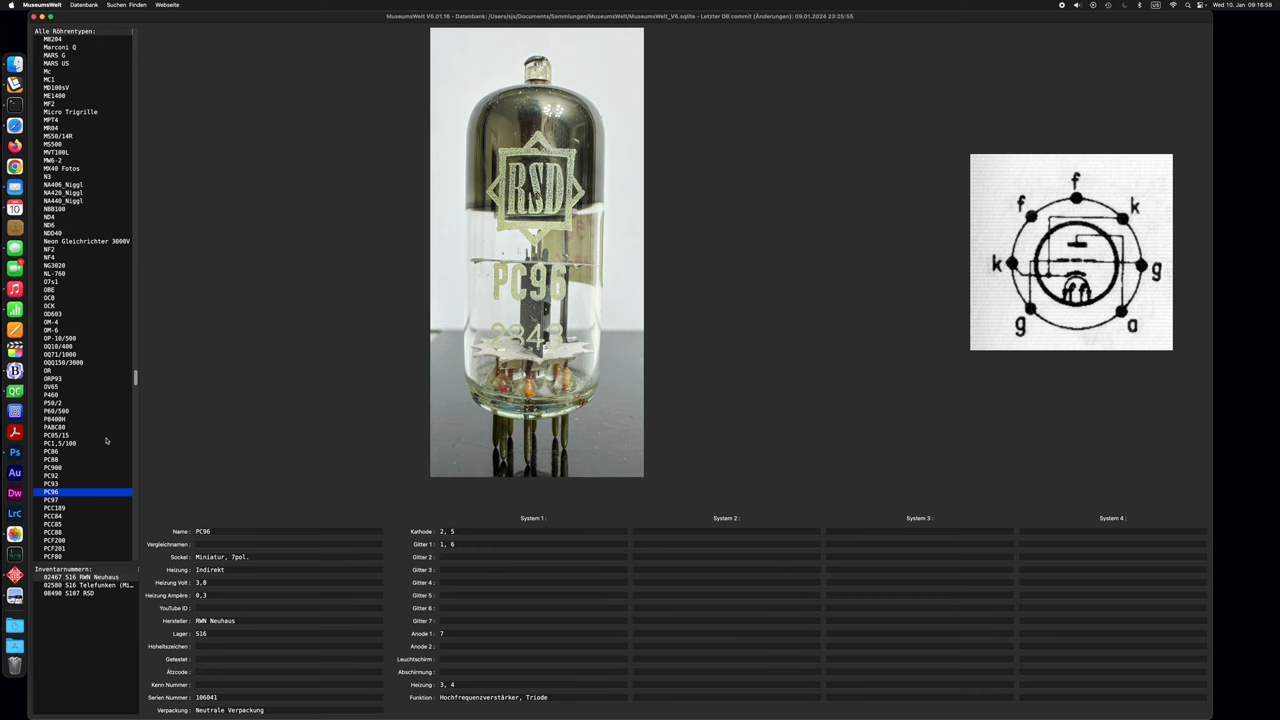 MuseumsWelt Datenbank Suchen Finden Webseite
Wed 10. Jan 09:16:58
MuseumsWelt V6.01.16 - Datenbank: /Users/sjs/Documents/Sammlungen/MuseumsWelt/MuseumsWelt_V6.sqlite - Letzter DB commit (Änderungen): 09.01.2024 23:25:55
Alle Röhrentypen:
M8204
Marconi Q
MARS G
MARS US
Mc
MC1
MD100sV
ME1400
MF2
Micro Trigrille
MPT4
MR04
MS50/14R
MS500
MVT100L
MW6-2
MX40 Fotos
N3
NA406_Niggl
NA420_Niggl
NA440_Niggl
NBB100
ND4
ND6
NDD40
Neon Gleichrichter 3000V
NF2
NF4
NG3020
NL-760
O7s1
OBE
OCB
OCK
OD603
OM-4
OM-6
OP-10/500
OQ10/400
OQ71/1000
OQQ150/3000
OR
ORP93
OV65
P460
P50/2
P60/500
P8400H
PABC80
PC05/15
PC1,5/100
PC86
PC88
PC900
PC92
PC93
PC96
PC97
PCC189
PCC84
PCC85
PCC88
PCF200
PCF201
PCF80
Inventarnummern:
02467 S16 RWN Neuhaus
02580 S16 Telefunken (Mi…
08490 S107 RSD
RSD
PC96
2343
f
f k
k g
g a
System 1 : System 2 : System 3 : System 4 :
Name : PC96 Kathode : 2, 5
Vergleichnamen : Gitter 1 : 1, 6
Sockel : Miniatur, 7pol. Gitter 2 :
Heizung : Indirekt Gitter 3 :
Heizung Volt : 3,8 Gitter 4 :
Heizung Ampère : 0,3 Gitter 5 :
YouTube ID : Gitter 6 :
Hersteller : RWN Neuhaus Gitter 7 :
Lager : S16 Anode 1 : 7
Hoheitszeichen : Anode 2 :
Getestet : Leuchtschirm :
Ätzcode : Abschirmung :
Kenn Nummer : Heizung : 3, 4
Serien Nummer : 106041 Funktion : Hochfrequenzverstärker, Triode
Verpackung : Neutrale Verpackung